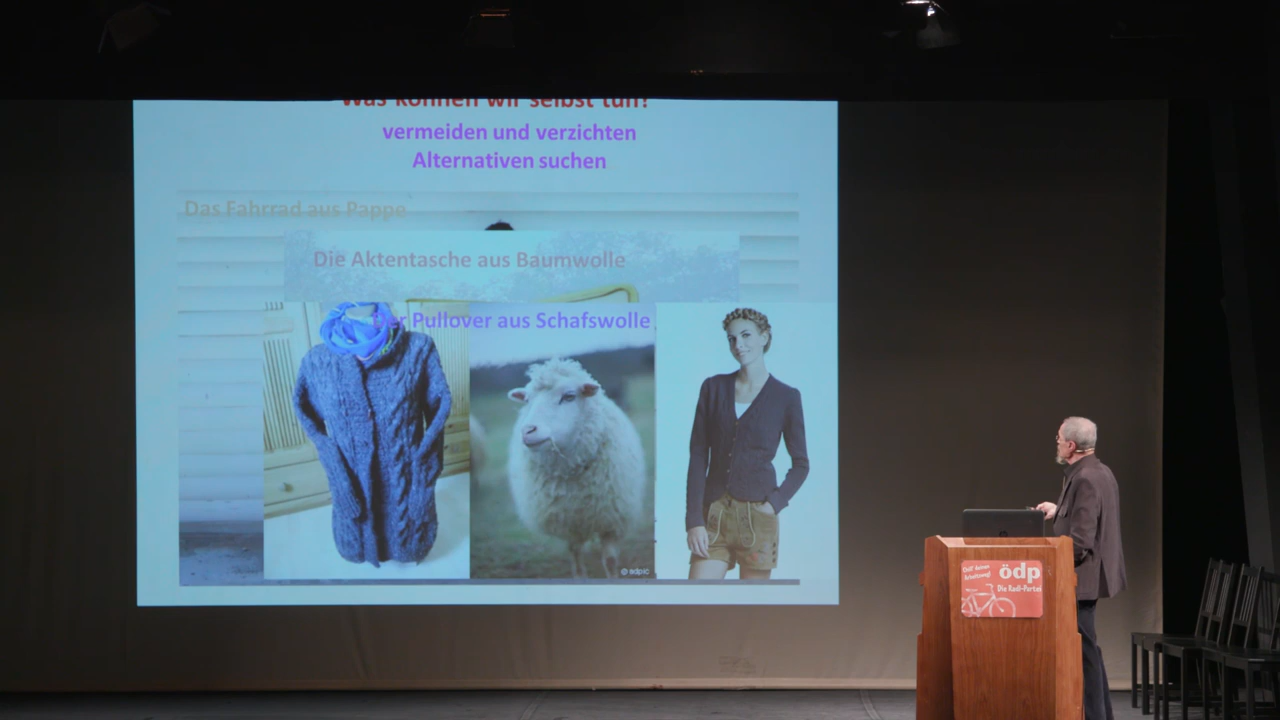 Was können wir selbst tun?
vermeiden und verzichten
Alternativen suchen
Das Fahrrad aus Pappe
Die Aktentasche aus Baumwolle
Der Pullover aus Schafswolle
© adpic
ödp
Die Radl-Partei